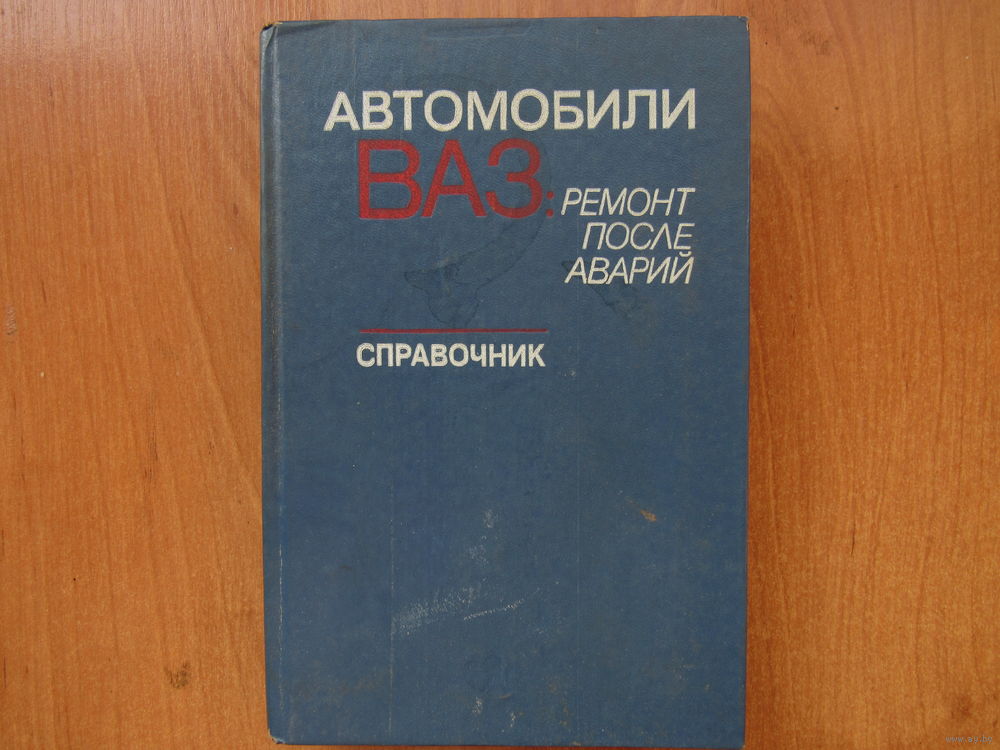 АВТОМОБИЛИ
ВАЗ: РЕМОНТ
ПОСЛЕ
АВАРИЙ
СПРАВОЧНИК